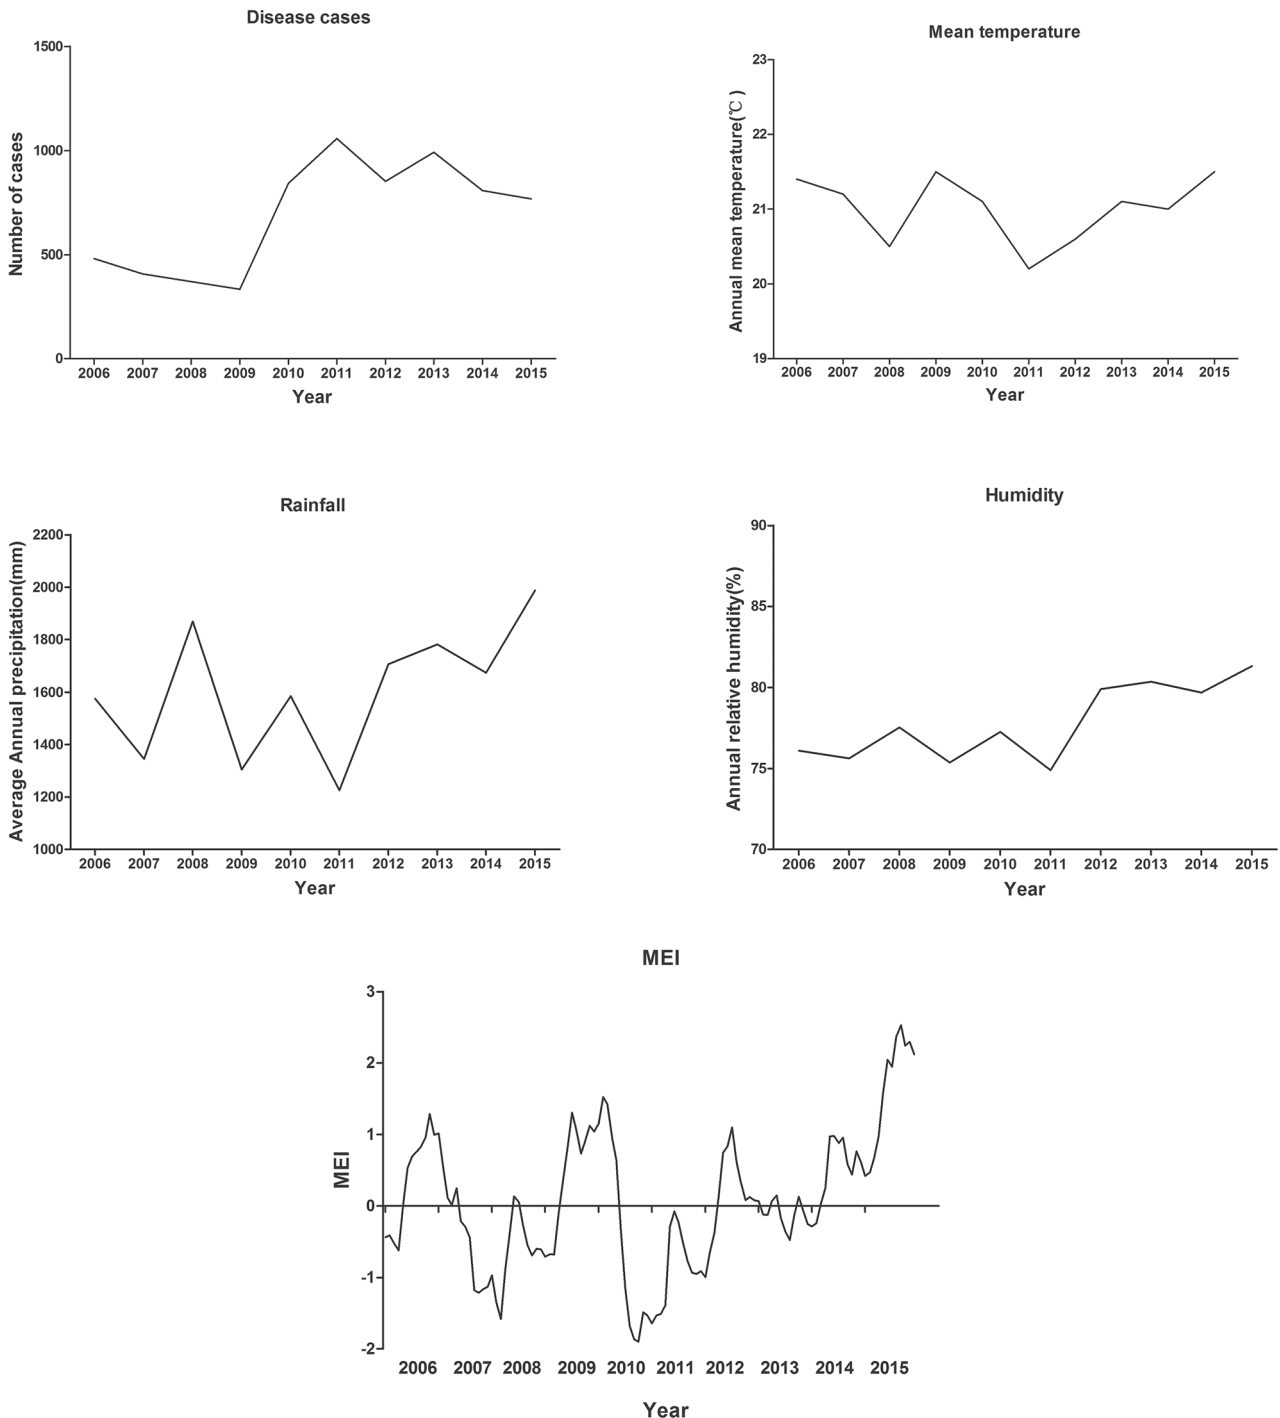 Disease cases
1500
1000
500
0
Number of cases
2006 2007 2008 2009 2010 2011 2012 2013 2014 2015
Year
Mean temperature
23
22
21
20
19
Annual mean temperature(℃ )
2006 2007 2008 2009 2010 2011 2012 2013 2014 2015
Year
Rainfall
2200
2000
1800
1600
1400
1200
1000
Average Annual precipitation(mm)
2006 2007 2008 2009 2010 2011 2012 2013 2014 2015
Year
Humidity
90
85
80
75
70
Annual relative humidity(%)
2006 2007 2008 2009 2010 2011 2012 2013 2014 2015
Year
MEI
3
2
1
0
-1
-2
MEI
2006 2007 2008 2009 2010 2011 2012 2013 2014 2015
Year